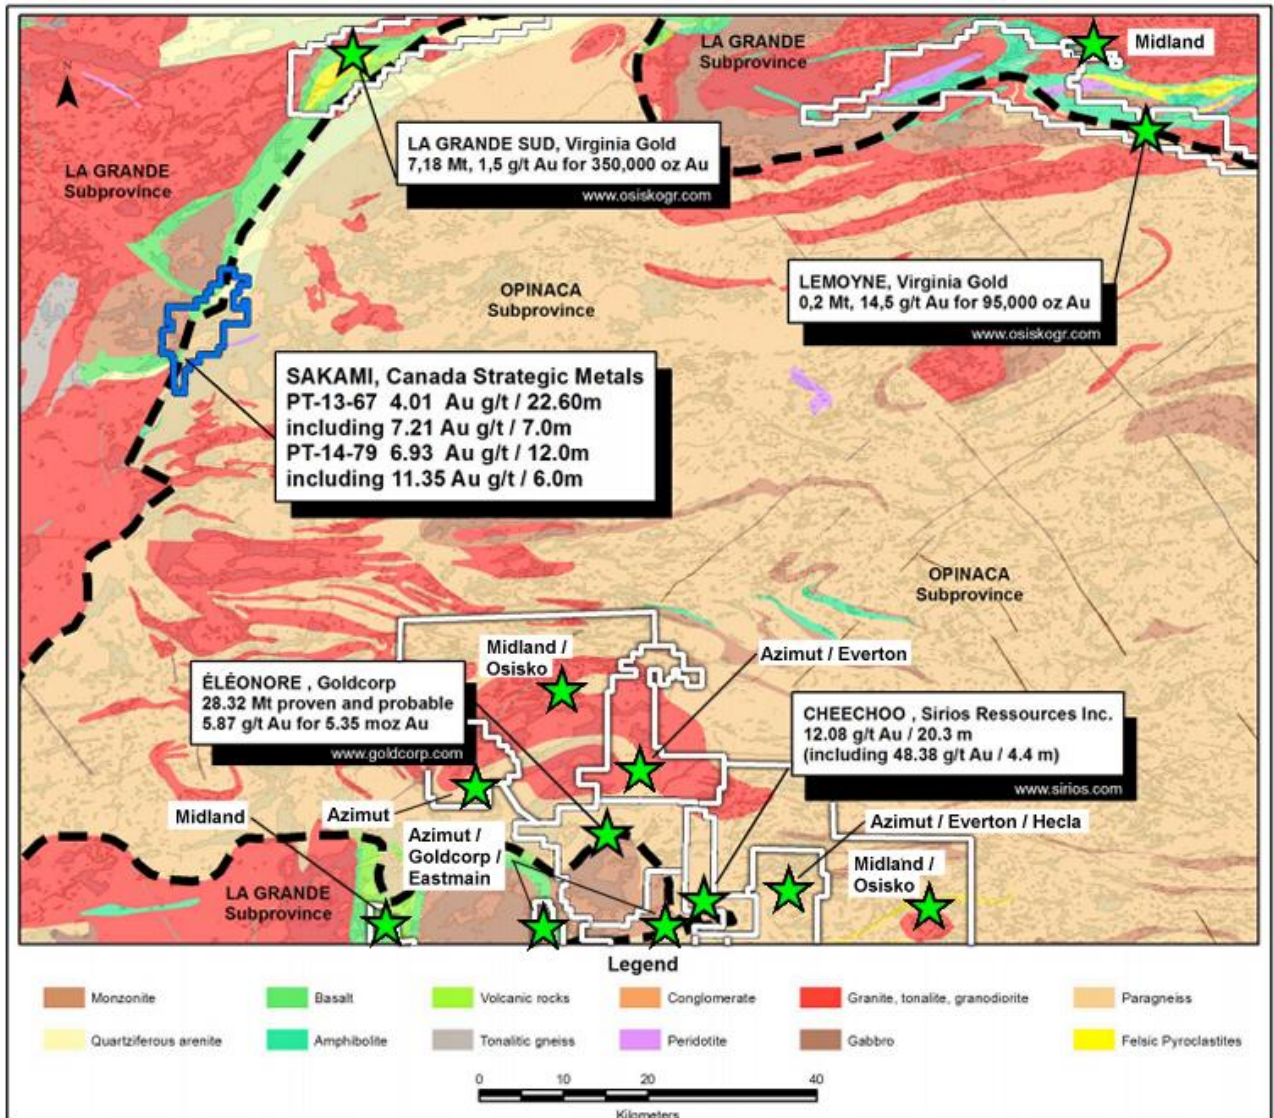 LA GRANDE
Subprovince
Midland
N
LA GRANDE SUD, Virginia Gold
7,18 Mt, 1,5 g/t Au for 350,000 oz Au
www.osiskogr.com
LA GRANDE
Subprovince
LEMOYNE, Virginia Gold
0,2 Mt, 14,5 g/t Au for 95,000 oz Au
www.osiskogr.com
OPINACA
Subprovince
SAKAMI, Canada Strategic Metals
PT-13-67 4.01 Au g/t / 22.60m
including 7.21 Au g/t / 7.0m
PT-14-79 6.93 Au g/t / 12.0m
including 11.35 Au g/t / 6.0m
OPINACA
Subprovince
Midland /
Osisko
Azimut / Everton
ÉLÉONORE , Goldcorp
28.32 Mt proven and probable
5.87 g/t Au for 5.35 moz Au
www.goldcorp.com
CHEECHOO , Sirios Ressources Inc.
12.08 g/t Au / 20.3 m
(including 48.38 g/t Au / 4.4 m)
www.sirios.com
Midland
Azimut
Azimut /
Goldcorp /
Eastmain
Azimut / Everton / Hecla
Midland /
Osisko
LA GRANDE
Subprovince
Legend
Monzonite
Basalt
Volcanic rocks
Conglomerate
Granite, tonalite, granodiorite
Paragneiss
Quartziferous arenite
Amphibolite
Tonalitic gneiss
Peridotite
Gabbro
Felsic Pyroclastites
0 10 20 40
Kilometers